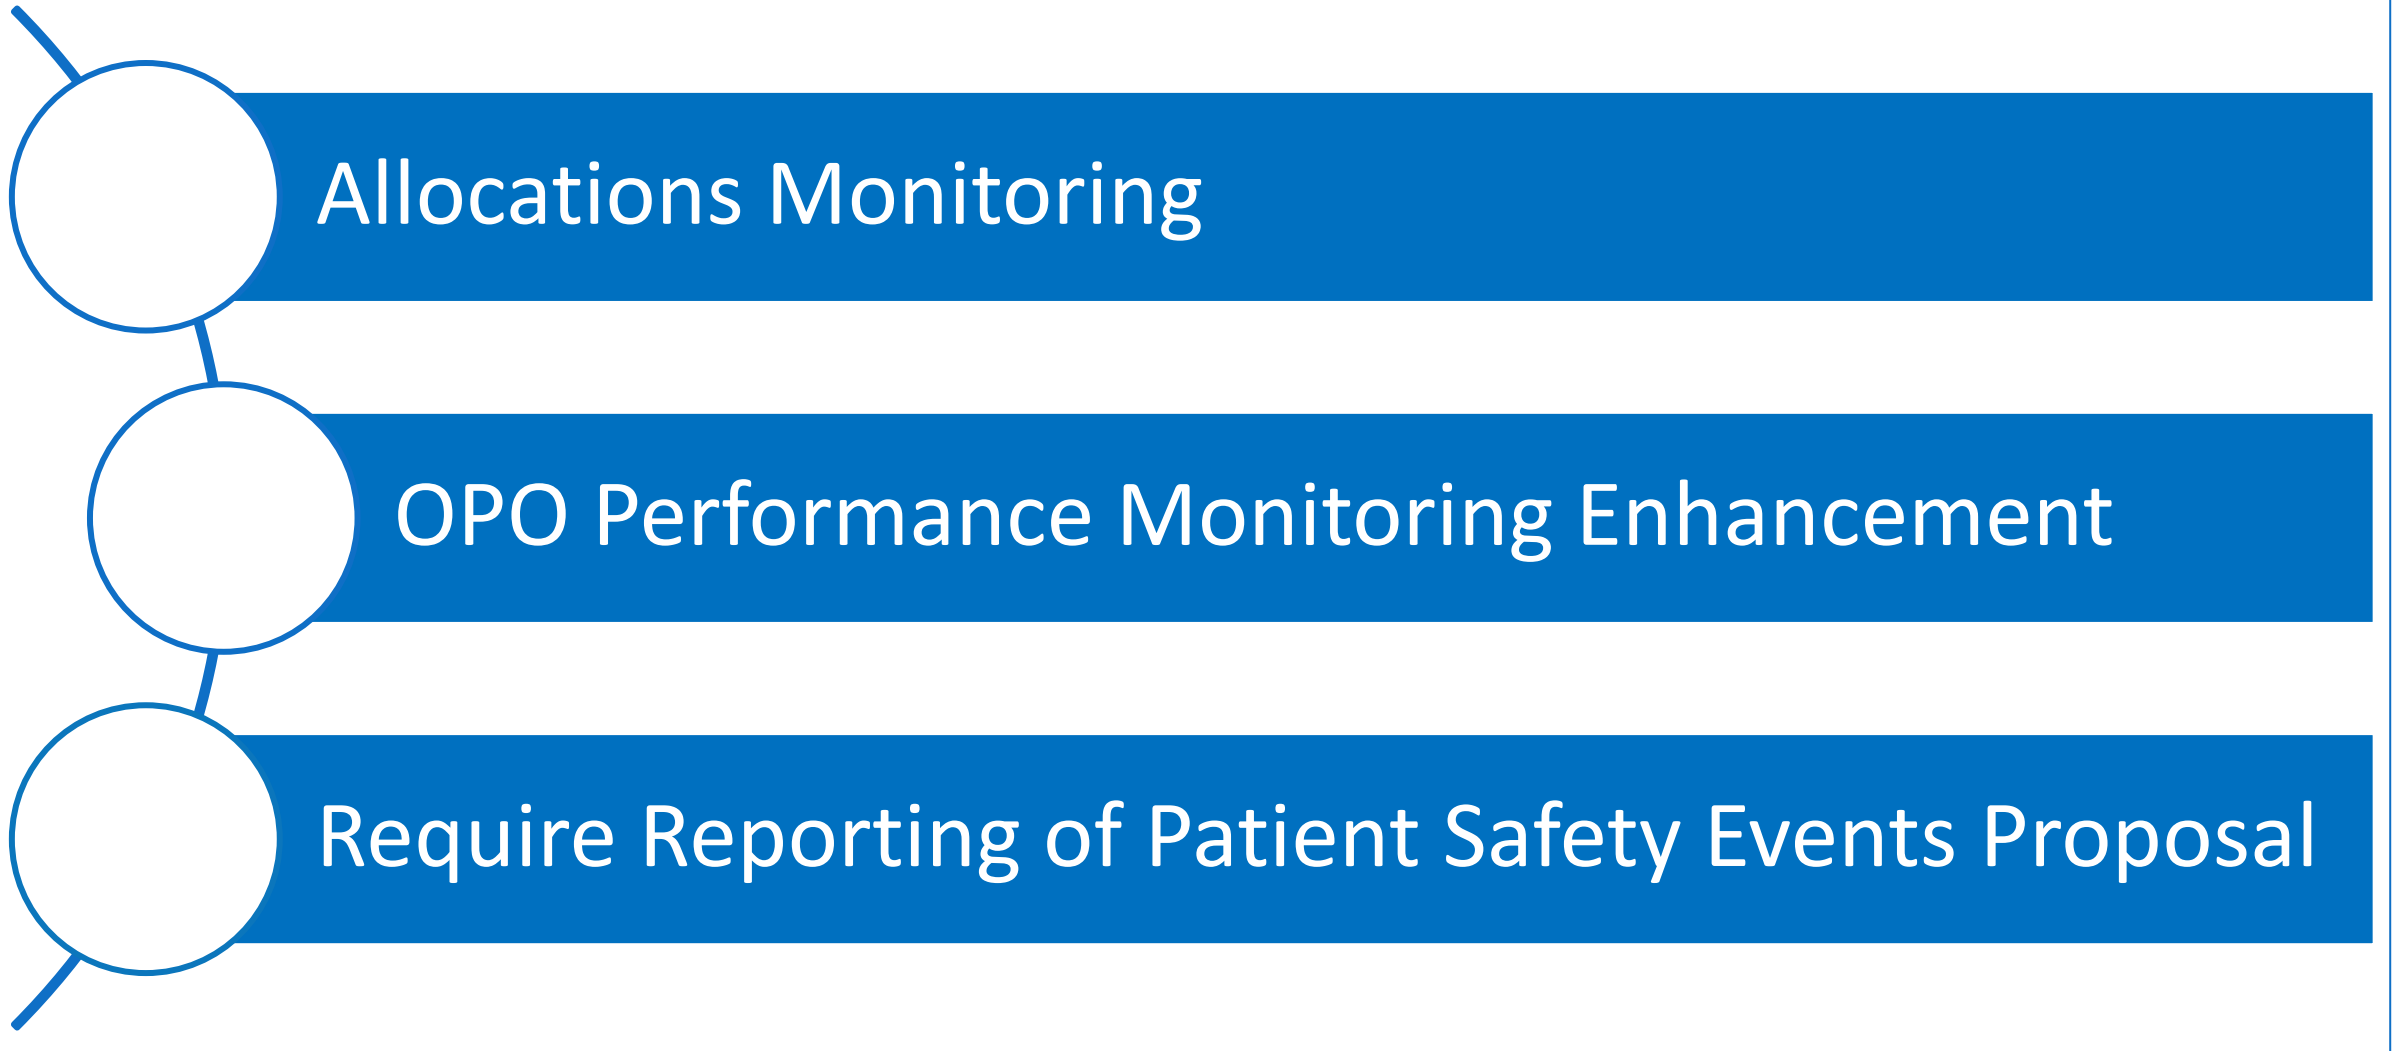 Allocations Monitoring
OPO Performance Monitoring Enhancement
Require Reporting of Patient Safety Events Proposal